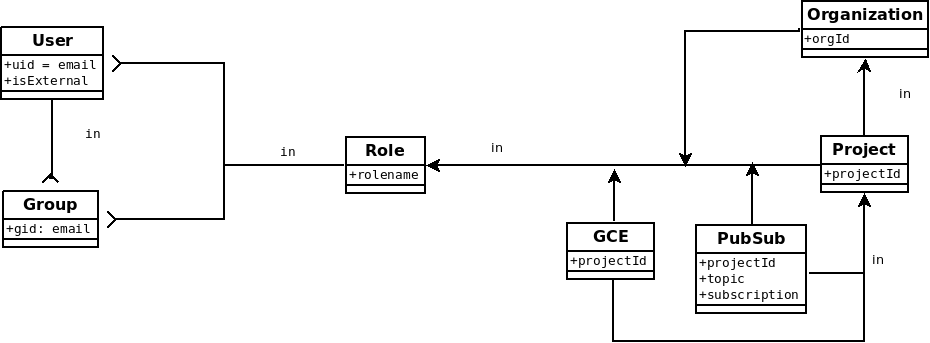 Organization
+orgId
User
+uid = email
+isExternal
in
in
in
in
Role
+rolename
Project
+projectId
Group
+gid: email
GCE
+projectId
PubSub
+projectId
+topic
+subscription
in